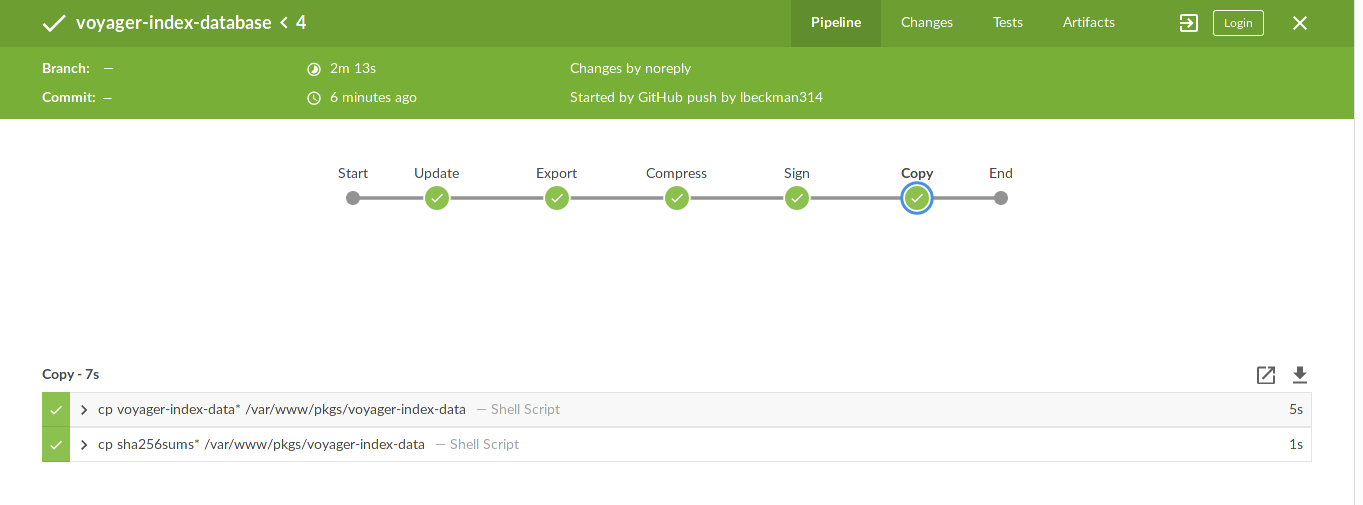 voyager-index-database < 4
Pipeline Changes Tests Artifacts Login
Branch: — 2m 13s Changes by noreply
Commit: — 6 minutes ago Started by GitHub push by lbeckman314
Start Update Export Compress Sign Copy End
Copy - 7s
cp voyager-index-data* /var/www/pkgs/voyager-index-data — Shell Script 5s
cp sha256sums* /var/www/pkgs/voyager-index-data — Shell Script 1s